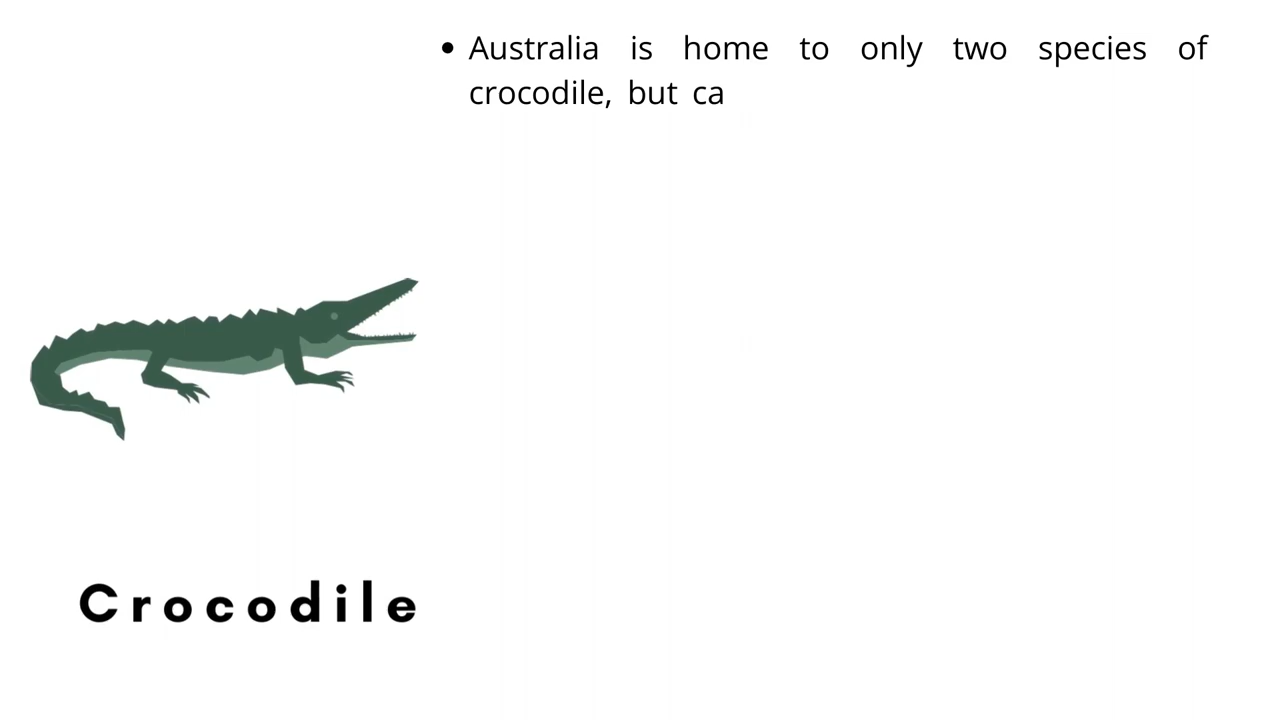 • Australia is home to only two species of
crocodile, but ca
Crocodile